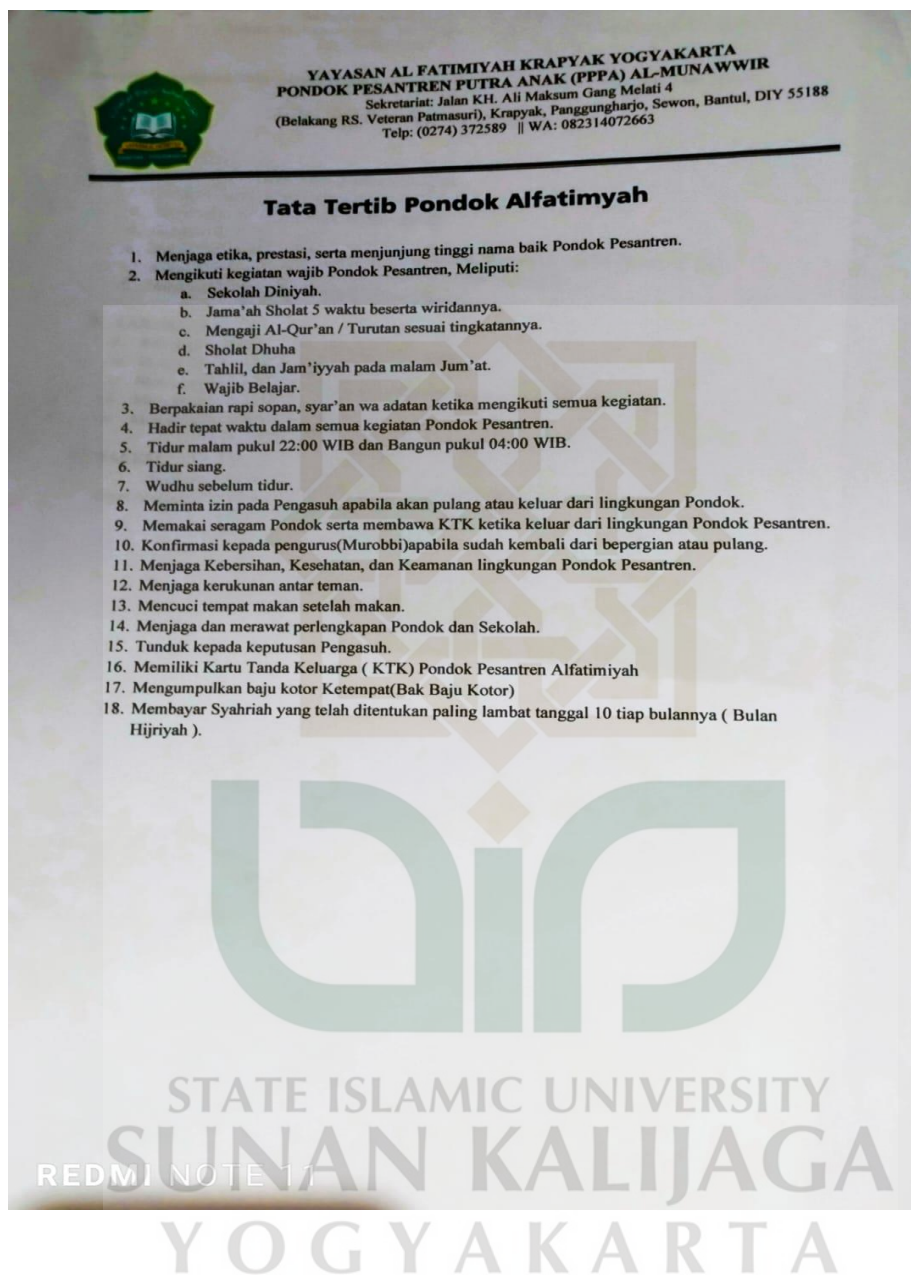 YAYASAN AL FATIMIYAH KRAPYAK YOGYAKARTA
PONDOK PESANTREN PUTRA ANAK (PPPA) AL-MUNAWWIR
Sekretariat: Jalan KH. Ali Maksum Gang Melati 4
(Belakang RS. Veteran Patmasuri), Krapyak, Panggungharjo, Sewon, Bantul, DIY 55188
Telp: (0274) 372589 || WA: 082314072663
Tata Tertib Pondok Alfatimyah
1. Menjaga etika, prestasi, serta menjunjung tinggi nama baik Pondok Pesantren.
2. Mengikuti kegiatan wajib Pondok Pesantren, Meliputi:
a. Sekolah Diniyah.
b. Jama'ah Sholat 5 waktu beserta wiridannya.
c. Mengaji Al-Qur'an / Turutan sesuai tingkatannya.
d. Sholat Dhuha
e. Tahlil, dan Jam'iyyah pada malam Jum'at.
f. Wajib Belajar.
3. Berpakaian rapi sopan, syar'an wa adatan ketika mengikuti semua kegiatan.
4. Hadir tepat waktu dalam semua kegiatan Pondok Pesantren.
5. Tidur malam pukul 22:00 WIB dan Bangun pukul 04:00 WIB.
6. Tidur siang.
7. Wudhu sebelum tidur.
8. Meminta izin pada Pengasuh apabila akan pulang atau keluar dari lingkungan Pondok.
9. Memakai seragam Pondok serta membawa KTK ketika keluar dari lingkungan Pondok Pesantren.
10. Konfirmasi kepada pengurus(Murobbi)apabila sudah kembali dari bepergian atau pulang.
11. Menjaga Kebersihan, Kesehatan, dan Keamanan lingkungan Pondok Pesantren.
12. Menjaga kerukunan antar teman.
13. Mencuci tempat makan setelah makan.
14. Menjaga dan merawat perlengkapan Pondok dan Sekolah.
15. Tunduk kepada keputusan Pengasuh.
16. Memiliki Kartu Tanda Keluarga ( KTK) Pondok Pesantren Alfatimiyah
17. Mengumpulkan baju kotor Ketempat(Bak Baju Kotor)
18. Membayar Syahriah yang telah ditentukan paling lambat tanggal 10 tiap bulannya ( Bulan
Hijriyah ).
STATE ISLAMIC UNIVERSITY
SUNAN KALIJAGA
REDMI NOTE 11
YOGYAKARTA